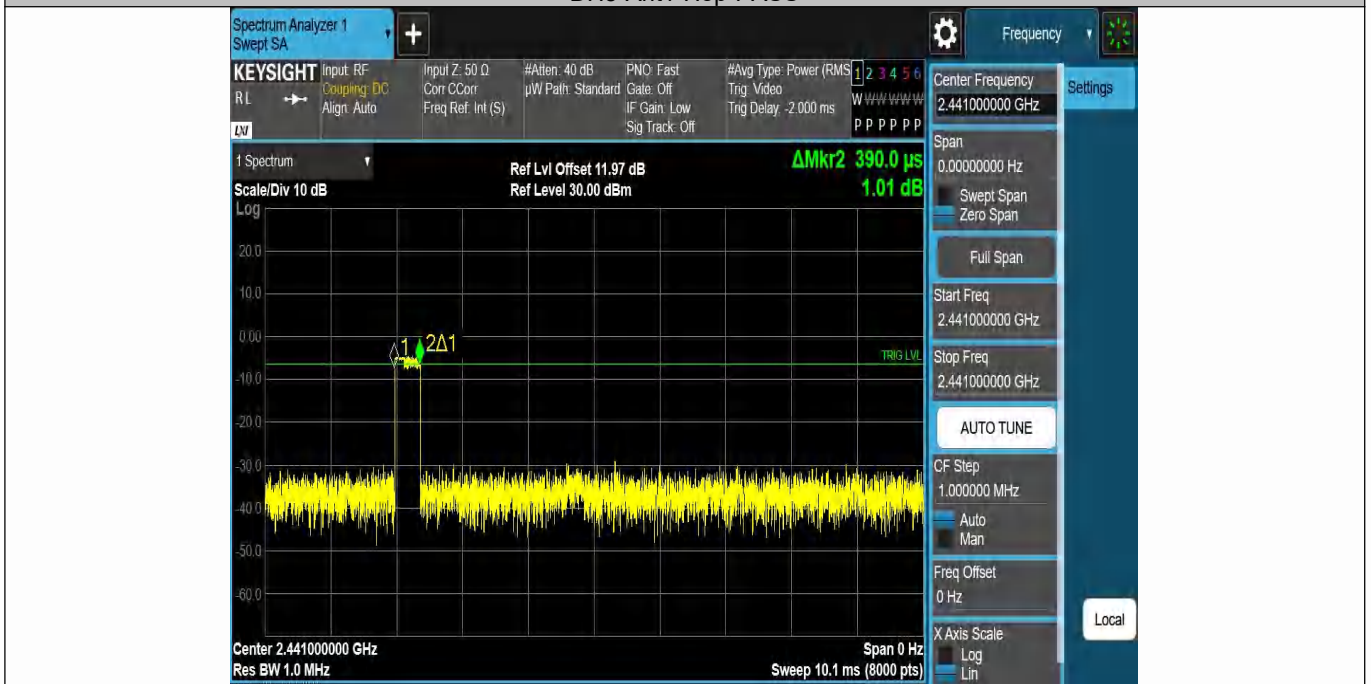 Spectrum Analyzer 1
Swept SA
+
Frequency
KEYSIGHT
RL
LXI
Input: RF
Coupling: DC
Align: Auto
Input Z: 50 Ω
Corr CCorr
Freq Ref: Int (S)
#Atten: 40 dB
µW Path: Standard
PNO: Fast
Gate: Off
IF Gain: Low
Sig Track: Off
#Avg Type: Power (RMS
Trig: Video
Trig Delay: -2.000 ms
1 2 3 4 5 6
W W W W W W
P P P P P P
Center Frequency
2.441000000 GHz
Settings
1 Spectrum
Scale/Div 10 dB
Log
Ref Lvl Offset 11.97 dB
Ref Level 30.00 dBm
ΔMkr2 390.0 µs
1.01 dB
Span
0.00000000 Hz
Swept Span
Zero Span
Full Span
Start Freq
2.441000000 GHz
Stop Freq
2.441000000 GHz
AUTO TUNE
CF Step
1.000000 MHz
Auto
Man
Freq Offset
0 Hz
X Axis Scale
Log
Lin
Local
20.0
10.0
0.00
-10.0
-20.0
-30.0
-40.0
-50.0
-60.0
1
2Δ1
TRIG LVL
Center 2.441000000 GHz
Res BW 1.0 MHz
Span 0 Hz
Sweep 10.1 ms (8000 pts)